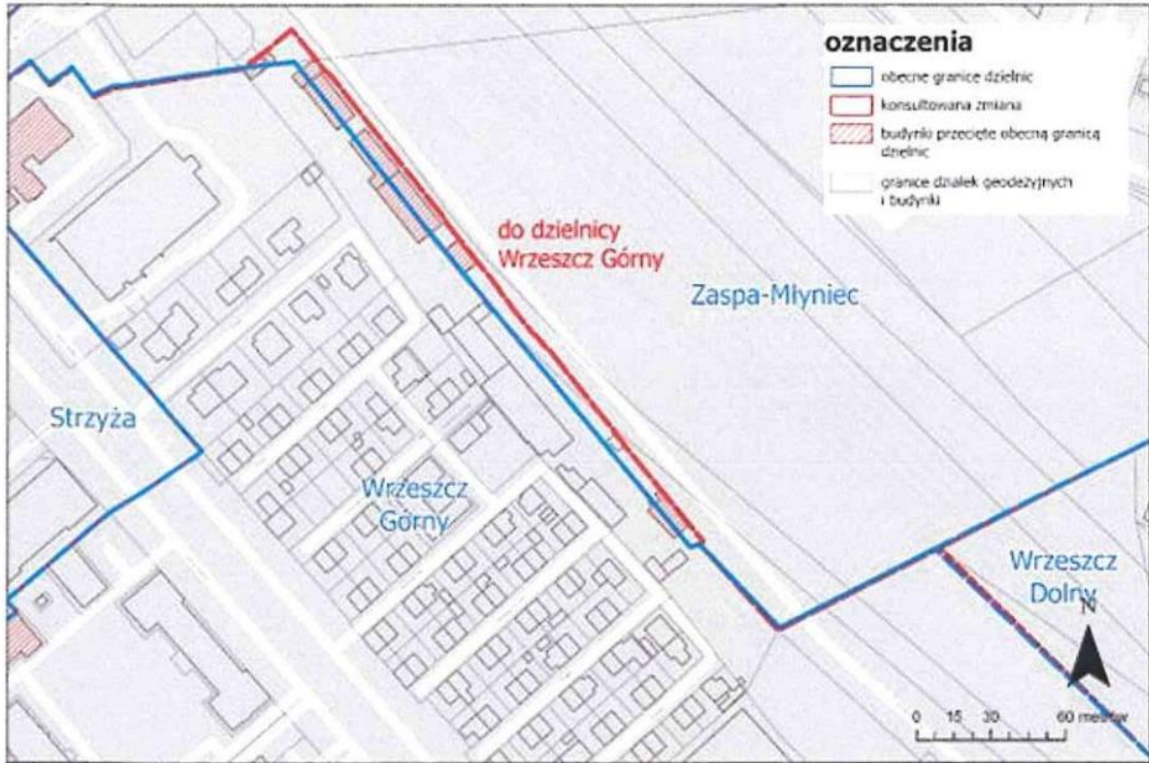 oznaczenia
obecne granice dzielnic
konsultowana zmiana
budynki przecięte obecną granicą
dzielnic
granice działek geodezyjnych
i budynki
do dzielnicy
Wrzeszcz Górny
Zaspa-Młyniec
Strzyża
Wrzeszcz
Górny
Wrzeszcz
Dolny
N
0 15 30 60 metrów